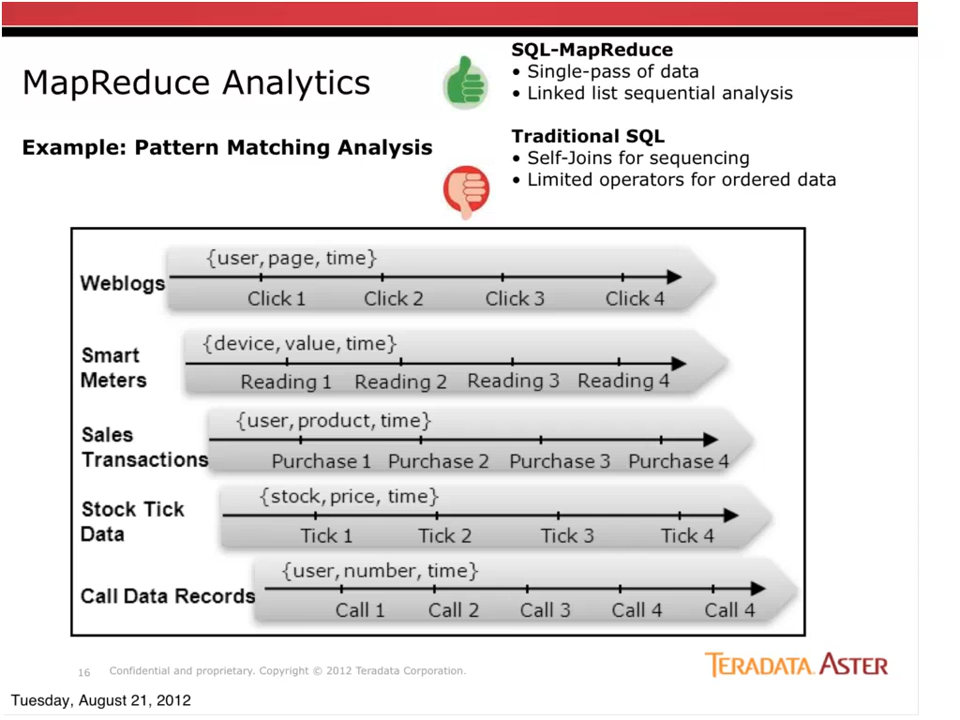 MapReduce Analytics
Example: Pattern Matching Analysis
SQL-MapReduce
• Single-pass of data
• Linked list sequential analysis
Traditional SQL
• Self-Joins for sequencing
• Limited operators for ordered data
Weblogs
{user, page, time}
Click 1 Click 2 Click 3 Click 4
Smart
Meters
{device, value, time}
Reading 1 Reading 2 Reading 3 Reading 4
Sales
Transactions
{user, product, time}
Purchase 1 Purchase 2 Purchase 3 Purchase 4
Stock Tick
Data
{stock, price, time}
Tick 1 Tick 2 Tick 3 Tick 4
Call Data Records
{user, number, time}
Call 1 Call 2 Call 3 Call 4 Call 4
16 Confidential and proprietary. Copyright © 2012 Teradata Corporation.
TERADATA ASTER
Tuesday, August 21, 2012